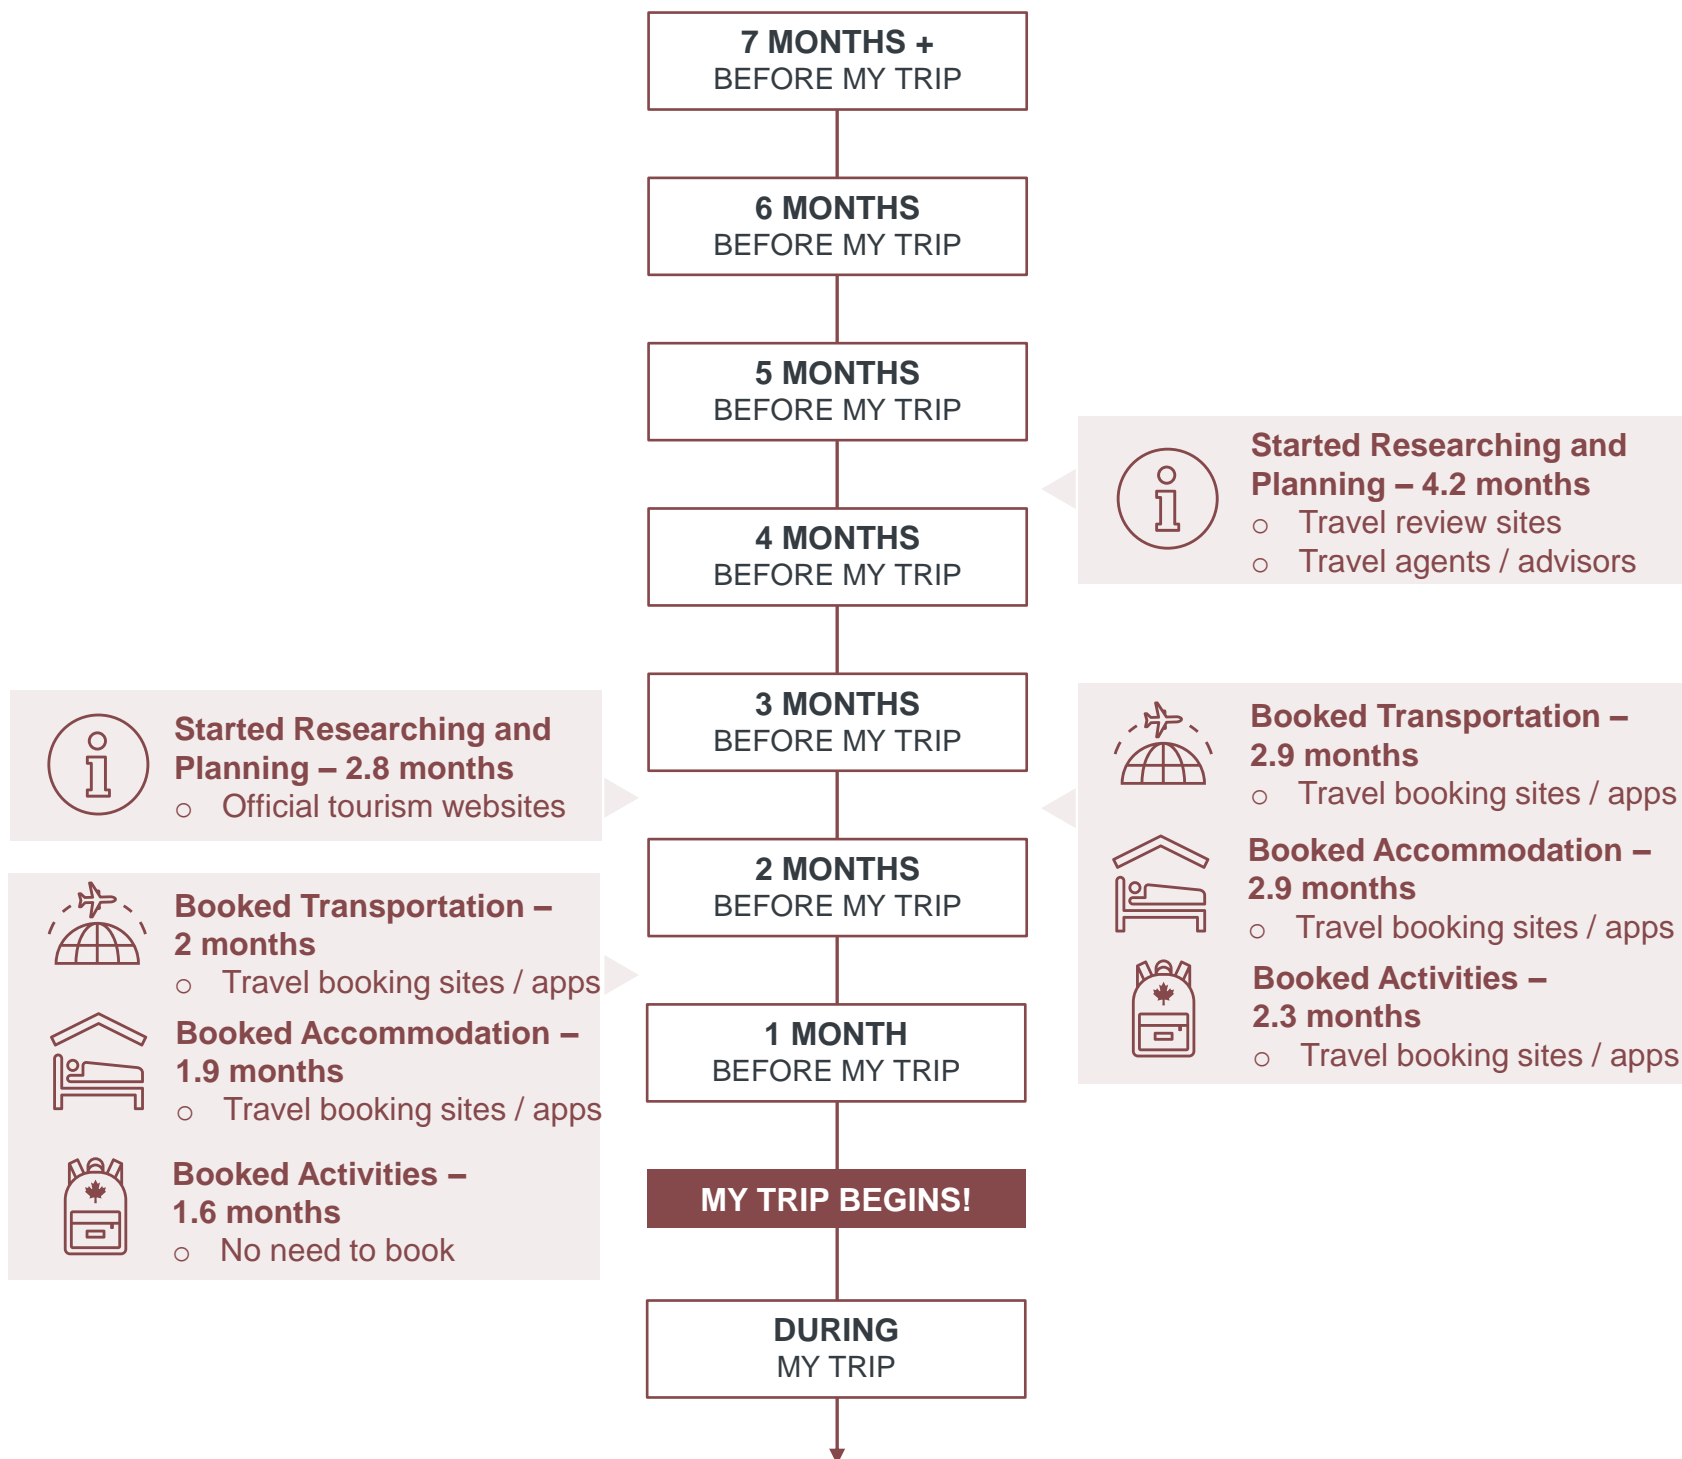 7 MONTHS +
BEFORE MY TRIP
6 MONTHS
BEFORE MY TRIP
5 MONTHS
BEFORE MY TRIP
Started Researching and
Planning – 4.2 months
○ Travel review sites
○ Travel agents / advisors
4 MONTHS
BEFORE MY TRIP
3 MONTHS
BEFORE MY TRIP
Started Researching and
Planning – 2.8 months
○ Official tourism websites
Booked Transportation –
2.9 months
○ Travel booking sites / apps
Booked Accommodation –
2.9 months
○ Travel booking sites / apps
Booked Activities –
2.3 months
○ Travel booking sites / apps
2 MONTHS
BEFORE MY TRIP
Booked Transportation –
2 months
○ Travel booking sites / apps
Booked Accommodation –
1.9 months
○ Travel booking sites / apps
Booked Activities –
1.6 months
○ No need to book
1 MONTH
BEFORE MY TRIP
MY TRIP BEGINS!
DURING
MY TRIP